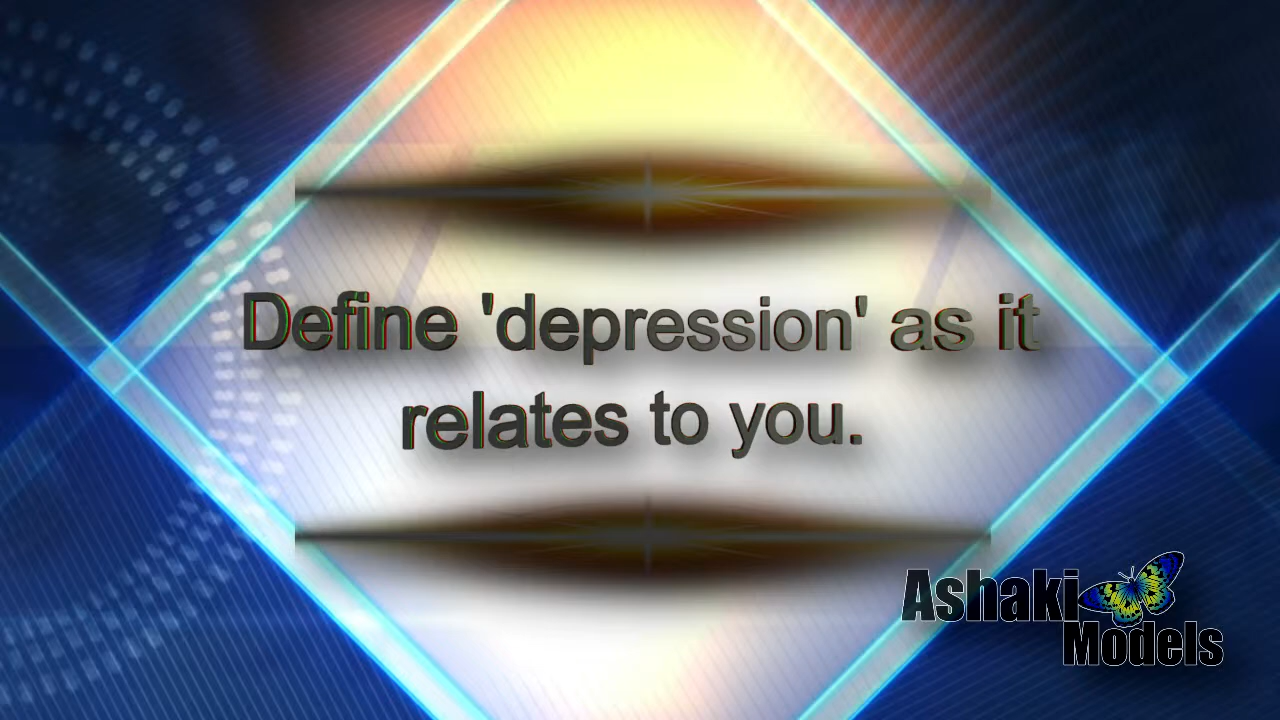 Define 'depression' as it
relates to you.
Ashaki
Models